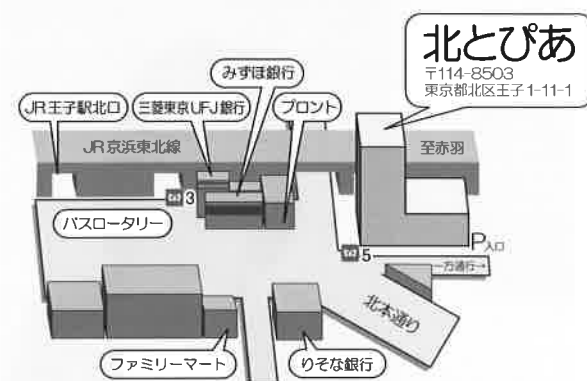 北とぴあ
〒114-8503
東京都北区王子1-11-1
みずほ銀行
JR王子駅北口
三菱東京UFJ銀行
プロント
JR京浜東北線
至赤羽
3
バスロータリー
5
P入口
一方通行→
北本通り
ファミリーマート
りそな銀行